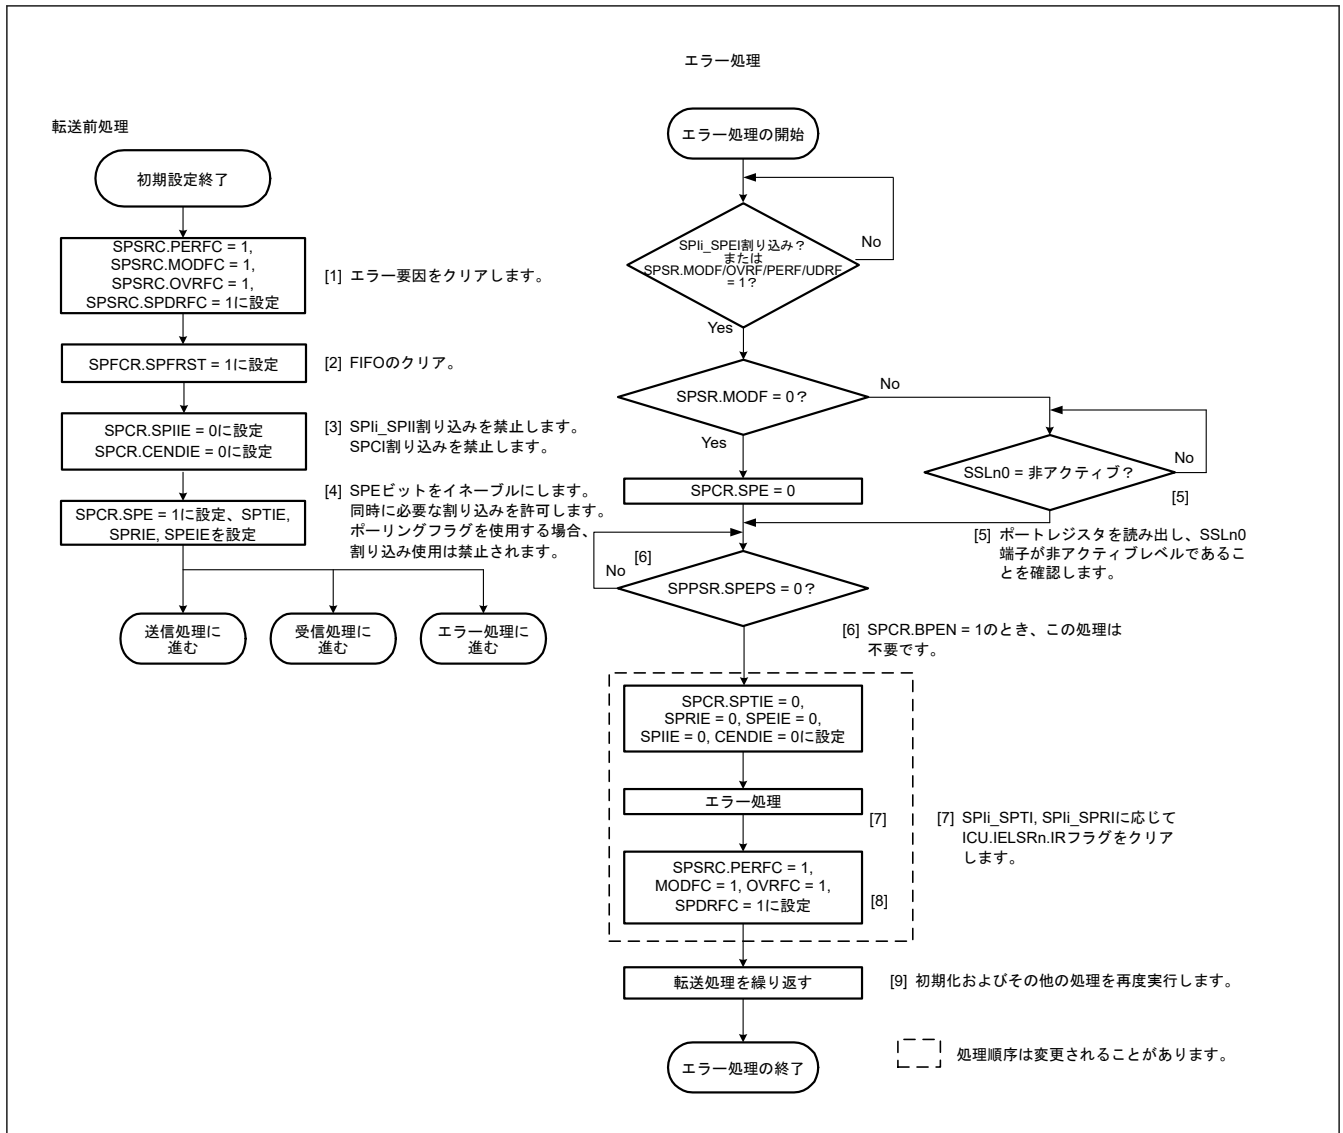 転送前処理
初期設定終了
SPSRC.PERFC = 1,
SPSRC.MODFC = 1,
SPSRC.OVRFC = 1,
SPSRC.SPDRFC = 1に設定
[1] エラー要因をクリアします。
SPFCR.SPFRST = 1に設定
[2] FIFOのクリア。
SPCR.SPIIE = 0に設定
SPCR.CENDIE = 0に設定
[3] SPIi_SPII割り込みを禁止します。
SPCI割り込みを禁止します。
SPCR.SPE = 1に設定、SPTIE,
SPRIE, SPEIEを設定
[4] SPEビットをイネーブルにします。
同時に必要な割り込みを許可します。
ポーリングフラグを使用する場合、
割り込み使用は禁止されます。
送信処理に
進む
受信処理に
進む
エラー処理に
進む
エラー処理
エラー処理の開始
SPIi_SPEI割り込み？
または
SPSR.MODF/OVRF/PERF/UDRF
= 1？
No
Yes
SPSR.MODF = 0？
No
Yes
SSLn0 = 非アクティブ？
No
[5]
SPCR.SPE = 0
[5] ポートレジスタを読み出し、SSLn0
端子が非アクティブレベルであるこ
とを確認します。
[6]
No
SPPSR.SPEPS = 0？
[6] SPCR.BPEN = 1のとき、この処理は
不要です。
SPCR.SPTIE = 0,
SPRIE = 0, SPEIE = 0,
SPIIE = 0, CENDIE = 0に設定
エラー処理
[7]
[7] SPIi_SPTI, SPIi_SPRIに応じて
ICU.IELSRn.IRフラグをクリア
します。
SPSRC.PERFC = 1,
MODFC = 1, OVRFC = 1,
SPDRFC = 1に設定
[8]
転送処理を繰り返す
[9] 初期化およびその他の処理を再度実行します。
エラー処理の終了
処理順序は変更されることがあります。